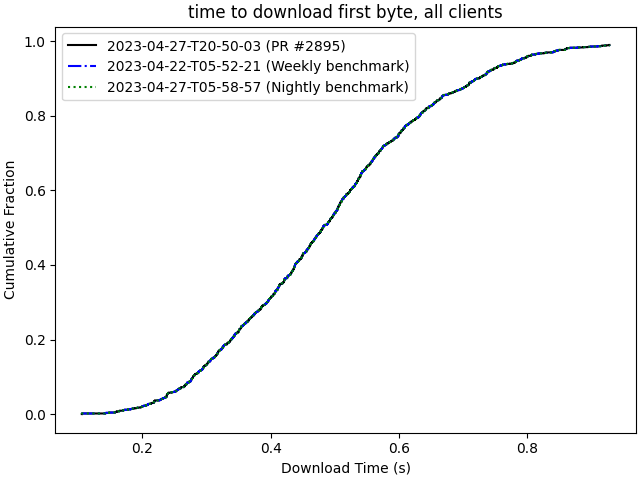 time to download first byte, all clients
2023-04-27-T20-50-03 (PR #2895)
2023-04-22-T05-52-21 (Weekly benchmark)
2023-04-27-T05-58-57 (Nightly benchmark)
Cumulative Fraction
1.0
0.8
0.6
0.4
0.2
0.0
0.2 0.4 0.6 0.8
Download Time (s)